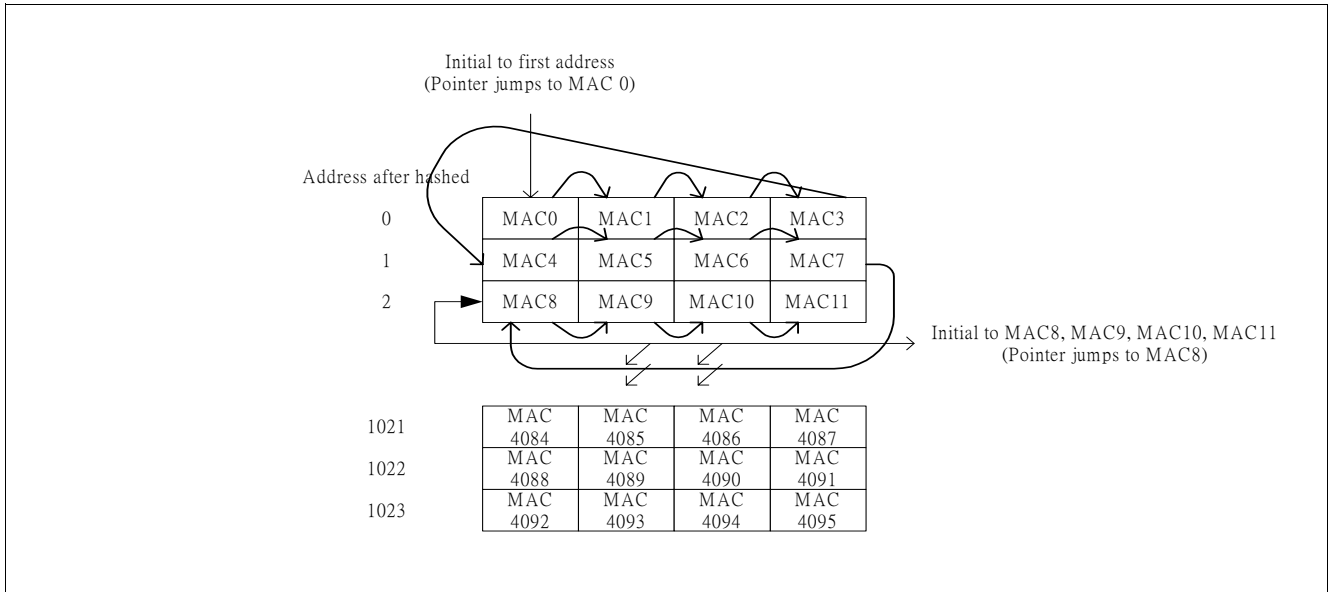 Initial to first address
(Pointer jumps to MAC 0)
Address after hashed
0 MAC0 MAC1 MAC2 MAC3
1 MAC4 MAC5 MAC6 MAC7
2 MAC8 MAC9 MAC10 MAC11
Initial to MAC8, MAC9, MAC10, MAC11
(Pointer jumps to MAC8)
1021 MAC 4084 MAC 4085 MAC 4086 MAC 4087
1022 MAC 4088 MAC 4089 MAC 4090 MAC 4091
1023 MAC 4092 MAC 4093 MAC 4094 MAC 4095